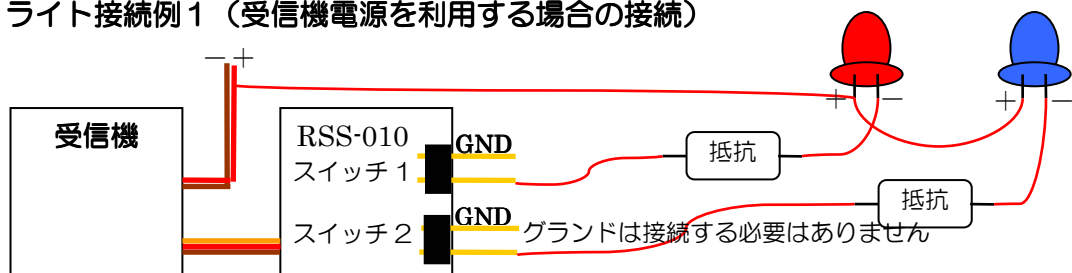 ライト接続例１（受信機電源を利用する場合の接続）
－＋
受信機
RSS-010
スイッチ１
GND
抵抗
＋－
＋－
抵抗
スイッチ２
GND
グランドは接続する必要はありません